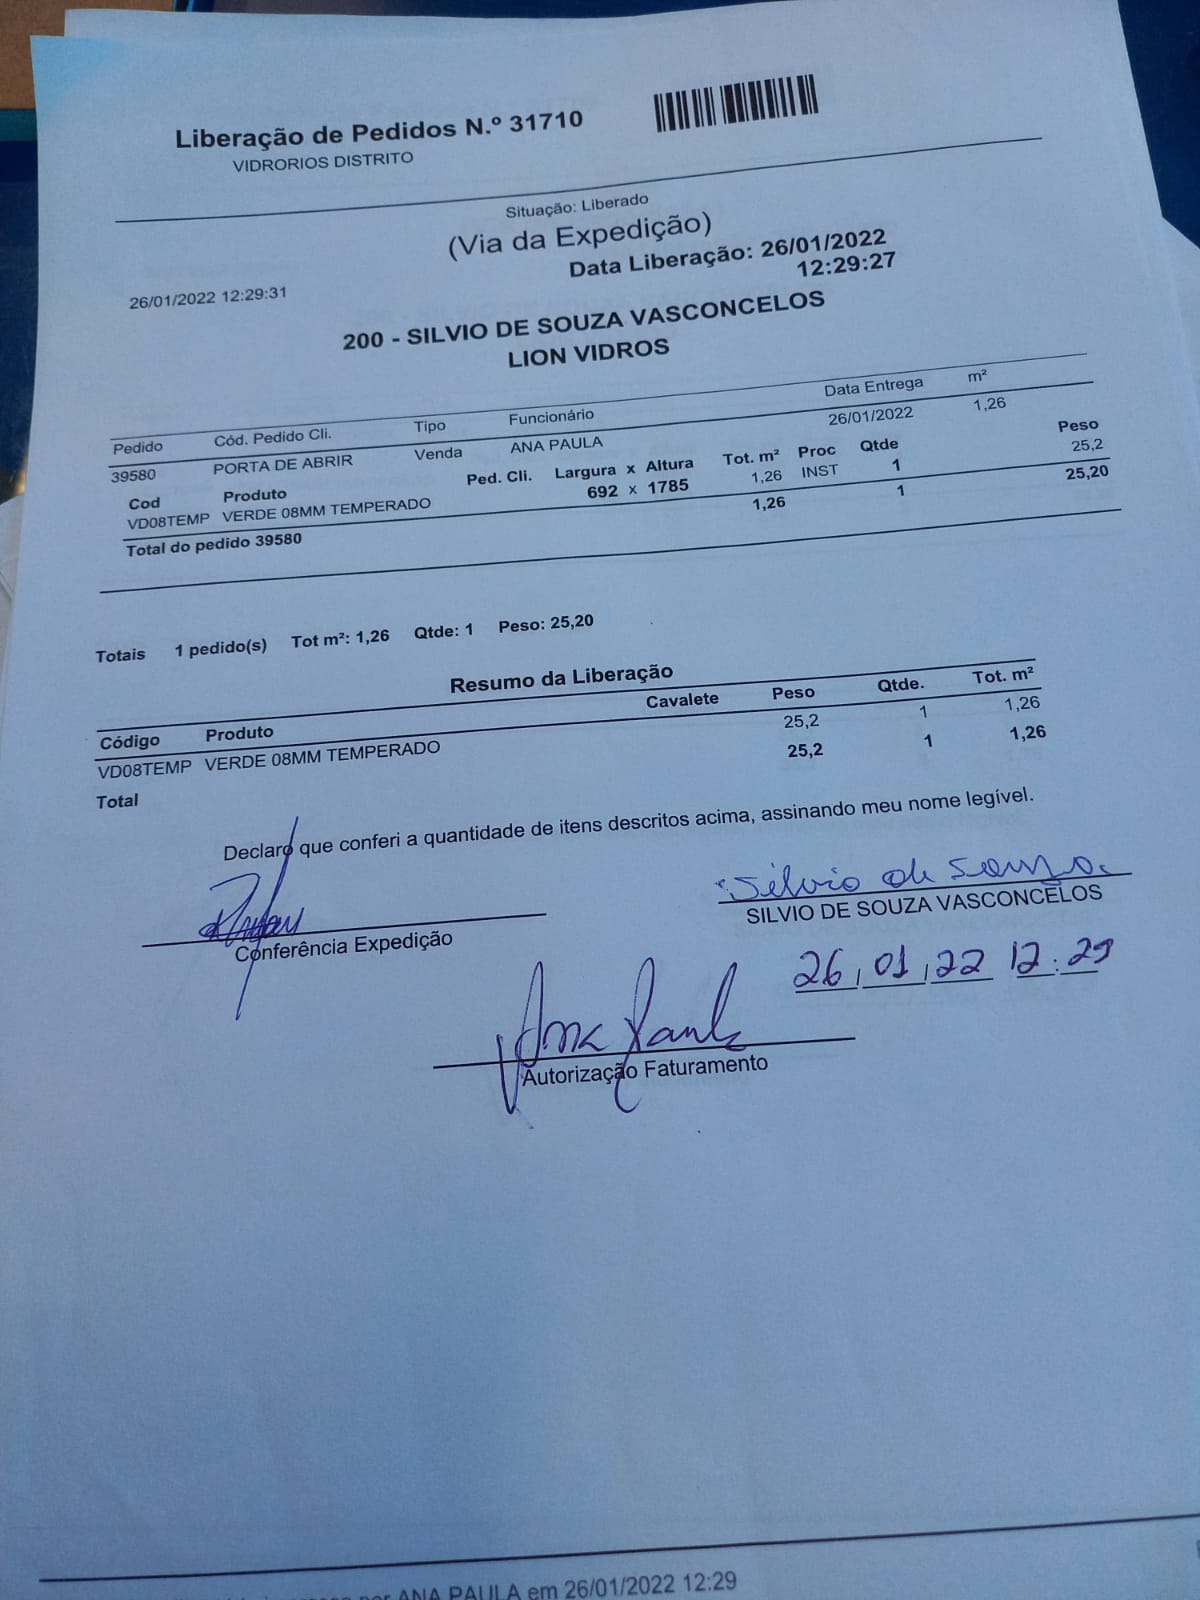 Liberação de Pedidos N.º 31710
VIDRORIOS DISTRITO
Situação: Liberado
(Via da Expedição)
Data Liberação: 26/01/2022
12:29:27
26/01/2022 12:29:31
200 - SILVIO DE SOUZA VASCONCELOS
LION VIDROS
Pedido Cód. Pedido Cli. Tipo Funcionário Data Entrega m²
39580 PORTA DE ABRIR Venda ANA PAULA 26/01/2022 1,26
Cod Produto Ped. Cli. Largura x Altura Tot. m² Proc Qtde Peso
VD08TEMP VERDE 08MM TEMPERADO 692 x 1785 1,26 INST 1 25,2
Total do pedido 39580 1,26 1 25,20
Totais 1 pedido(s) Tot m²: 1,26 Qtde: 1 Peso: 25,20
Resumo da Liberação
Código Produto Cavalete Peso Qtde. Tot. m²
VD08TEMP VERDE 08MM TEMPERADO 25,2 1 1,26
Total 25,2 1 1,26
Declaro que conferi a quantidade de itens descritos acima, assinando meu nome legível.
Silvio de Souza
Conferência Expedição SILVIO DE SOUZA VASCONCELOS
26/01/22 12:29
Ana Paula
Autorização Faturamento
por ANA PAULA em 26/01/2022 12:29